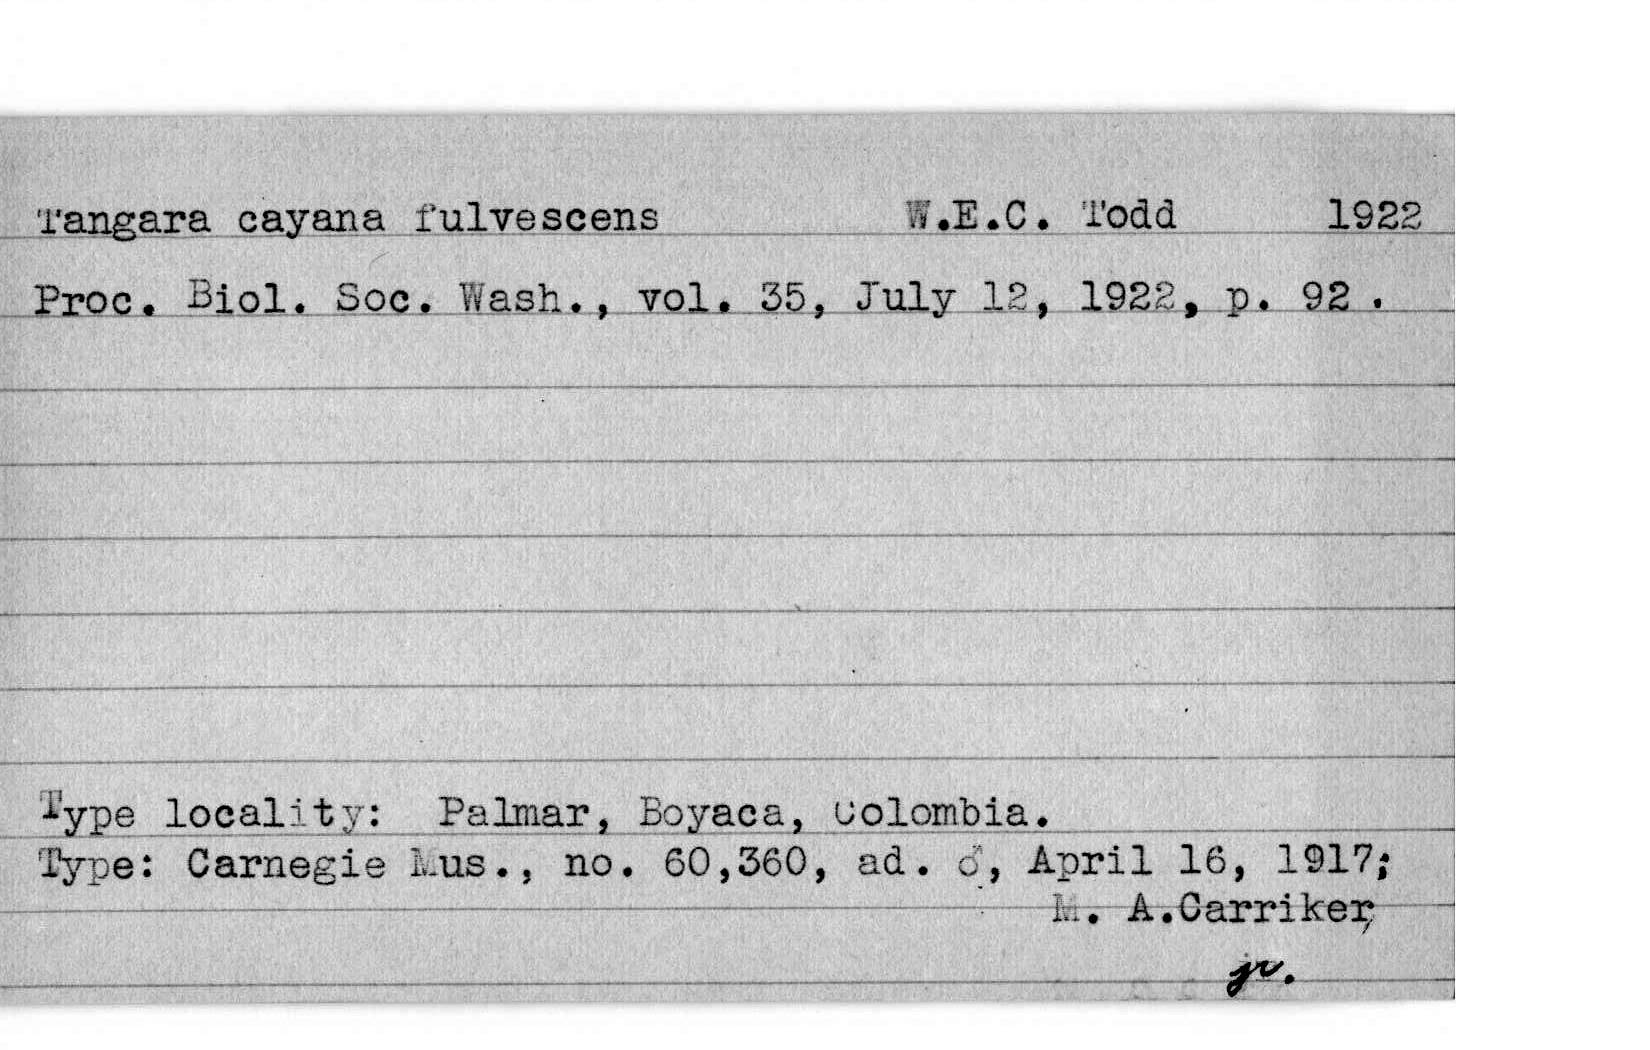 Tangara cayana fulvescens W.E.C. Todd 1922
Proc. Biol. Soc. Wash., vol. 35, July 12, 1922, p. 92 .
Type locality: Palmar, Boyaca, Colombia.
Type: Carnegie Mus., no. 60,360, ad. ♂, April 16, 1917;
M. A.Carriker,
jr.